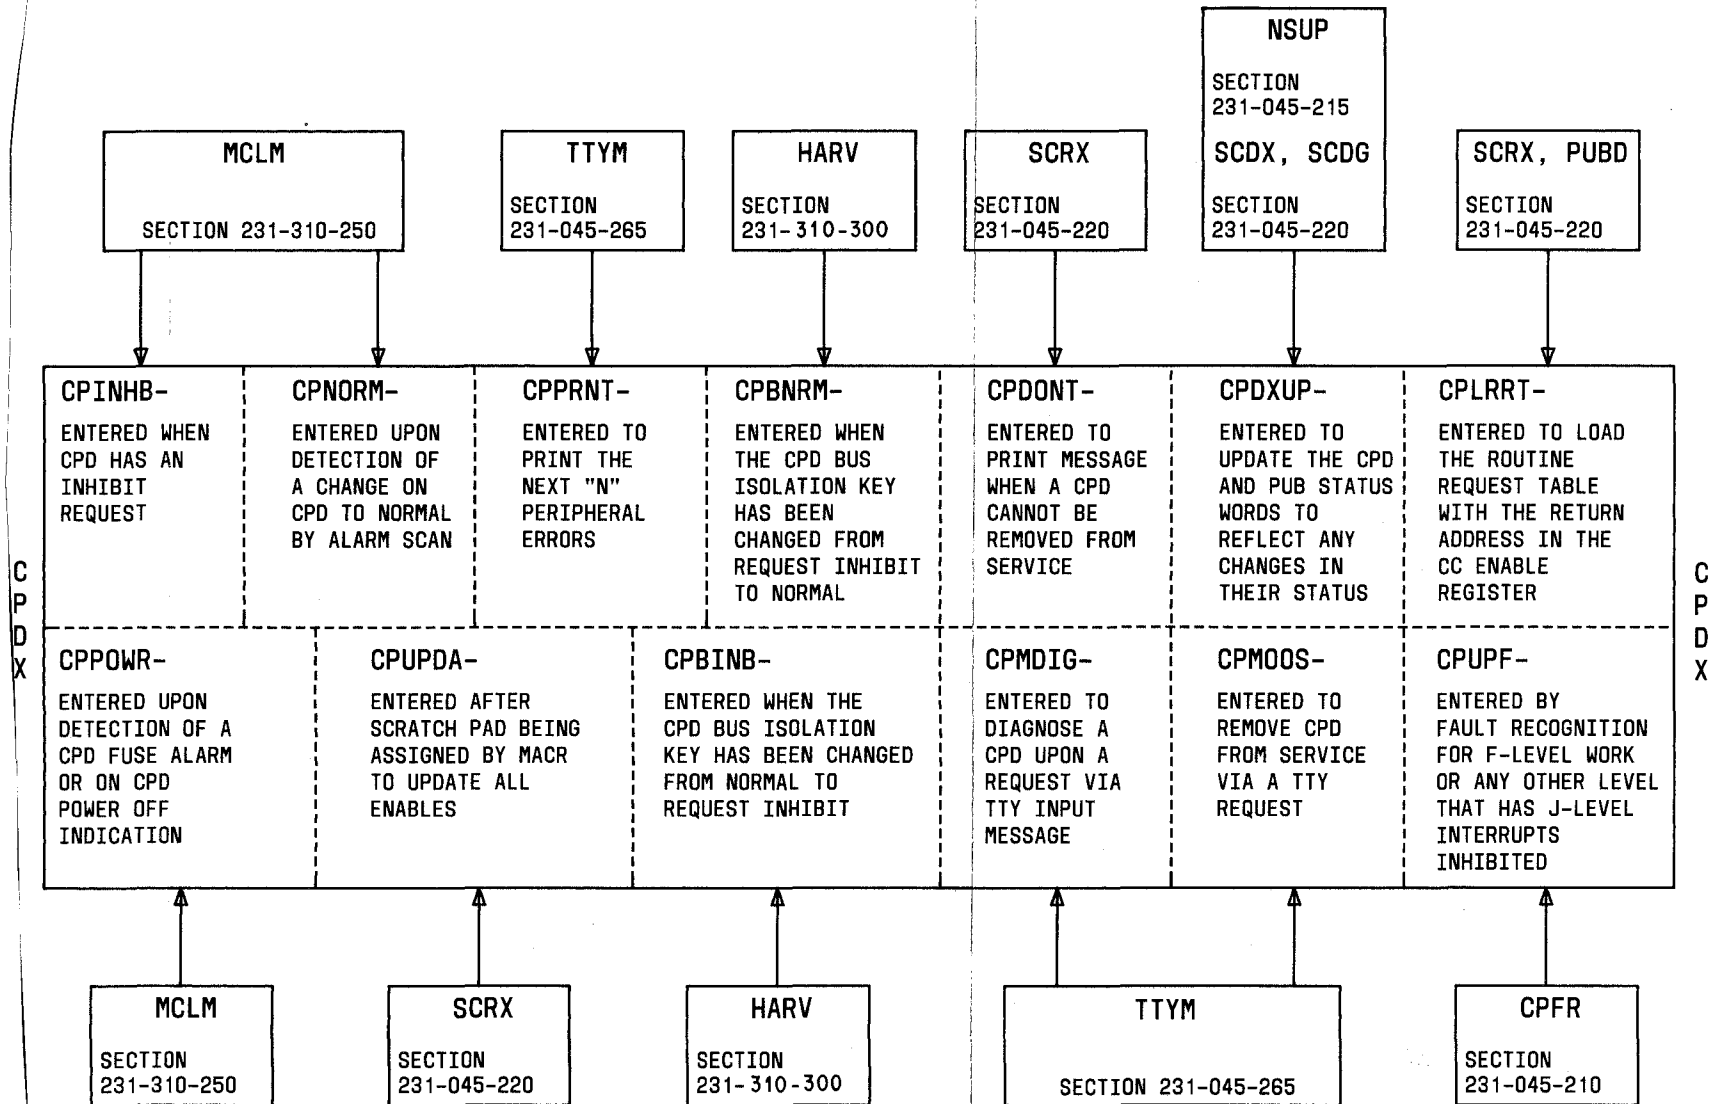 MCLM
SECTION 231-310-250
TTYM
SECTION
231-045-265
HARV
SECTION
231-310-300
SCRX
SECTION
231-045-220
NSUP
SECTION
231-045-215
SCDX, SCDG
SECTION
231-045-220
SCRX, PUBD
SECTION
231-045-220
CPDX
CPINHB-
ENTERED WHEN
CPD HAS AN
INHIBIT
REQUEST
CPNORM-
ENTERED UPON
DETECTION OF
A CHANGE ON
CPD TO NORMAL
BY ALARM SCAN
CPPRNT-
ENTERED TO
PRINT THE
NEXT "N"
PERIPHERAL
ERRORS
CPBNRM-
ENTERED WHEN
THE CPD BUS
ISOLATION KEY
HAS BEEN
CHANGED FROM
REQUEST INHIBIT
TO NORMAL
CPDONT-
ENTERED TO
PRINT MESSAGE
WHEN A CPD
CANNOT BE
REMOVED FROM
SERVICE
CPDXUP-
ENTERED TO
UPDATE THE CPD
AND PUB STATUS
WORDS TO
REFLECT ANY
CHANGES IN
THEIR STATUS
CPLRRT-
ENTERED TO LOAD
THE ROUTINE
REQUEST TABLE
WITH THE RETURN
ADDRESS IN THE
CC ENABLE
REGISTER
CPDX
CPPOWR-
ENTERED UPON
DETECTION OF A
CPD FUSE ALARM
OR ON CPD
POWER OFF
INDICATION
CPUPDA-
ENTERED AFTER
SCRATCH PAD BEING
ASSIGNED BY MACR
TO UPDATE ALL
ENABLES
CPBINB-
ENTERED WHEN THE
CPD BUS ISOLATION
KEY HAS BEEN CHANGED
FROM NORMAL TO
REQUEST INHIBIT
CPMDIG-
ENTERED TO
DIAGNOSE A
CPD UPON A
REQUEST VIA
TTY INPUT
MESSAGE
CPMOOS-
ENTERED TO
REMOVE CPD
FROM SERVICE
VIA A TTY
REQUEST
CPUPF-
ENTERED BY
FAULT RECOGNITION
FOR F-LEVEL WORK
OR ANY OTHER LEVEL
THAT HAS J-LEVEL
INTERRUPTS
INHIBITED
MCLM
SECTION
231-310-250
SCRX
SECTION
231-045-220
HARV
SECTION
231-310-300
TTYM
SECTION 231-045-265
CPFR
SECTION
231-045-210